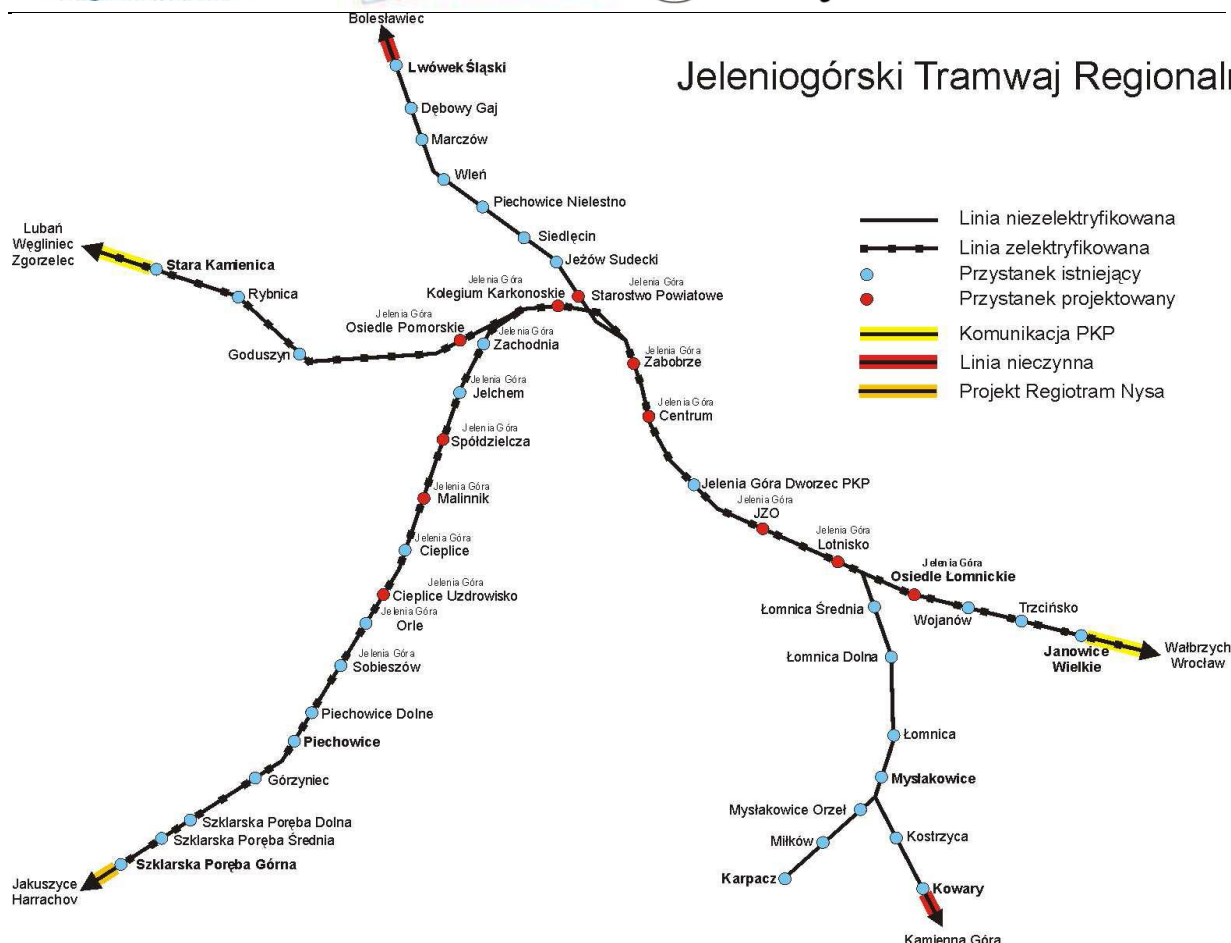 Bolesławiec
Jeleniogórski Tramwaj Regionaln
Lwówek Śląski
Dębowy Gaj
Marczów
Wleń
Piechowice Nielestno
Siedlęcin
Jeżów Sudecki
Linia niezelektryfikowana
Linia zelektryfikowana
Przystanek istniejący
Przystanek projektowany
Komunikacja PKP
Linia nieczynna
Projekt Regiotram Nysa
Lubań
Węgliniec
Zgorzelec
Stara Kamienica
Rybnica
Goduszyn
Jelenia Góra
Kolegium Karkonoskie
Jelenia Góra
Starostwo Powiatowe
Jelenia Góra
Osiedle Pomorskie
Jelenia Góra
Zachodnia
Jelenia Góra
Zabobrze
Jelenia Góra
Jelchem
Jelenia Góra
Centrum
Jelenia Góra
Spółdzielcza
Jelenia Góra
Malinnik
Jelenia Góra Dworzec PKP
Jelenia Góra
JZO
Jelenia Góra
Lotnisko
Jelenia Góra
Cieplice
Jelenia Góra
Osiedle Łomnickie
Jelenia Góra
Cieplice Uzdrowisko
Jelenia Góra
Orle
Łomnica Średnia
Wojanów
Trzcińsko
Janowice
Wielkie
Wałbrzych
Wrocław
Jelenia Góra
Sobieszów
Łomnica Dolna
Piechowice Dolne
Piechowice
Łomnica
Górzyniec
Mysłakowice
Szklarska Poręba Dolna
Szklarska Poręba Średnia
Szklarska Poręba Górna
Mysłakowice Orzeł
Miłków
Kostrzyca
Karpacz
Kowary
Jakuszyce
Harrachov
Kamienna Góra